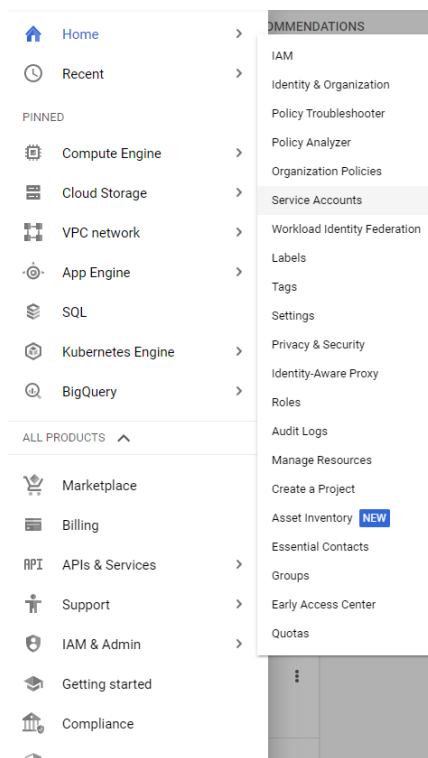 Home
Recent
PINNED
Compute Engine
Cloud Storage
VPC network
App Engine
SQL
Kubernetes Engine
BigQuery
ALL PRODUCTS
Marketplace
Billing
API APIs & Services
Support
IAM & Admin
Getting started
Compliance
OMMENDATIONS
IAM
Identity & Organization
Policy Troubleshooter
Policy Analyzer
Organization Policies
Service Accounts
Workload Identity Federation
Labels
Tags
Settings
Privacy & Security
Identity-Aware Proxy
Roles
Audit Logs
Manage Resources
Create a Project
Asset Inventory NEW
Essential Contacts
Groups
Early Access Center
Quotas